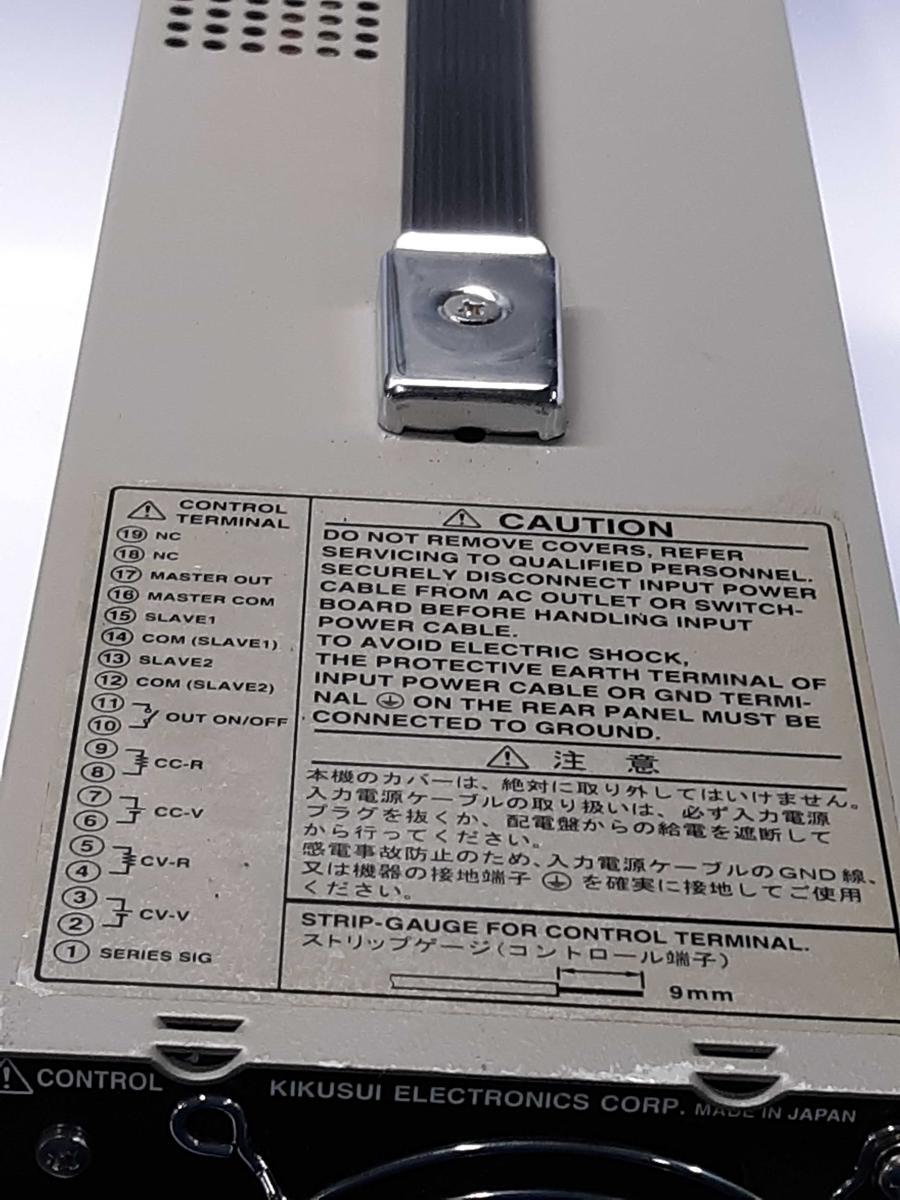 CONTROL
TERMINAL
19 NC
18 NC
17 MASTER OUT
16 MASTER COM
15 SLAVE1
14 COM (SLAVE1)
13 SLAVE2
12 COM (SLAVE2)
11
10 OUT ON/OFF
9
8 CC-R
7
6 CC-V
5
4 CV-R
3
2 CV-V
1 SERIES SIG
CAUTION
DO NOT REMOVE COVERS, REFER
SERVICING TO QUALIFIED PERSONNEL.
SECURELY DISCONNECT INPUT POWER
CABLE FROM AC OUTLET OR SWITCH-
BOARD BEFORE HANDLING INPUT
POWER CABLE.
TO AVOID ELECTRIC SHOCK,
THE PROTECTIVE EARTH TERMINAL OF
INPUT POWER CABLE OR GND TERMI-
NAL ON THE REAR PANEL MUST BE
CONNECTED TO GROUND.
注 意
本機のカバーは、絶対に取り外してはいけません。
入力電源ケーブルの取り扱いは、必ず入力電源
プラグを抜くか、配電盤からの給電を遮断して
から行ってください。
感電事故防止のため、入力電源ケーブルのGND線、
又は機器の接地端子 を確実に接地してご使用
ください。
STRIP-GAUGE FOR CONTROL TERMINAL.
ストリップゲージ(コントロール端子)
9mm
CONTROL
KIKUSUI ELECTRONICS CORP. MADE IN JAPAN